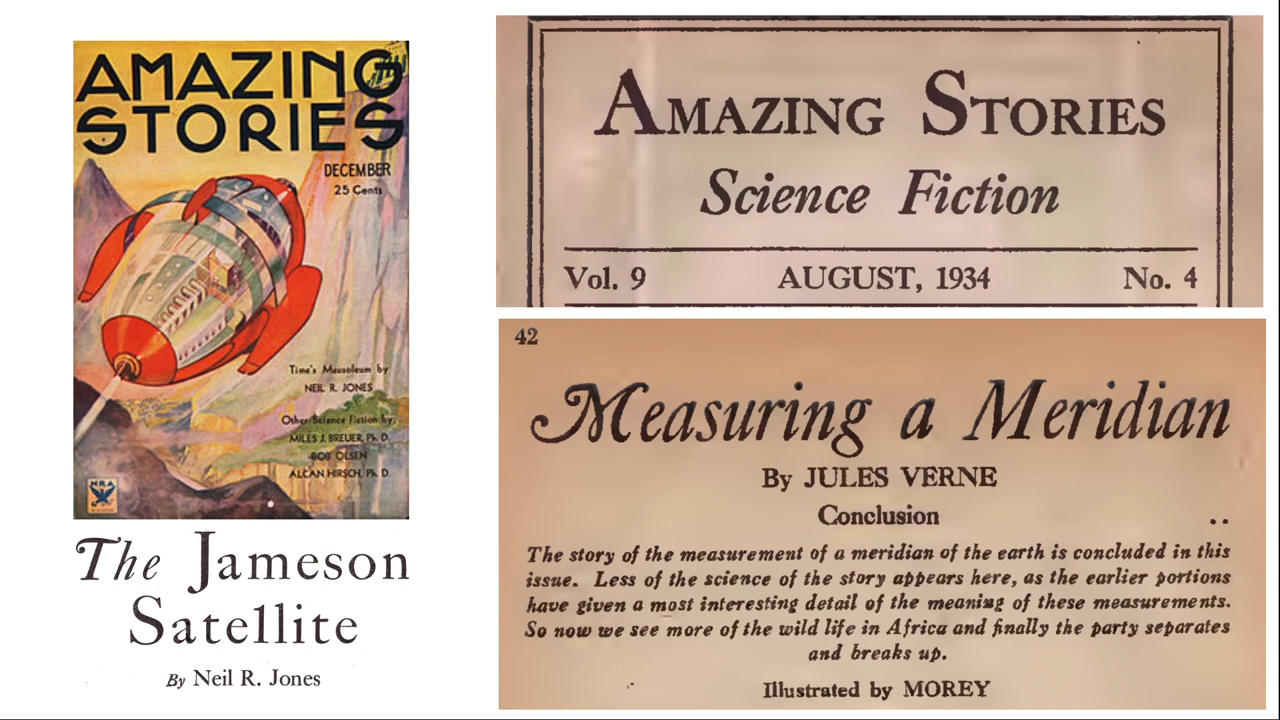 AMAZING
STORIES
DECEMBER
25 Cents
Time's Mausoleum by
NEIL R. JONES
Other Science Fiction by:
MILES J. BREUER, Ph. D.
BOB OLSEN
ALLAN HIRSCH, Ph. D.
NRA
The Jameson
Satellite
By Neil R. Jones
AMAZING STORIES
Science Fiction
Vol. 9 AUGUST, 1934 No. 4
42
Measuring a Meridian
By JULES VERNE
Conclusion
The story of the measurement of a meridian of the earth is concluded in this
issue. Less of the science of the story appears here, as the earlier portions
have given a most interesting detail of the meaning of these measurements.
So now we see more of the wild life in Africa and finally the party separates
and breaks up.
Illustrated by MOREY